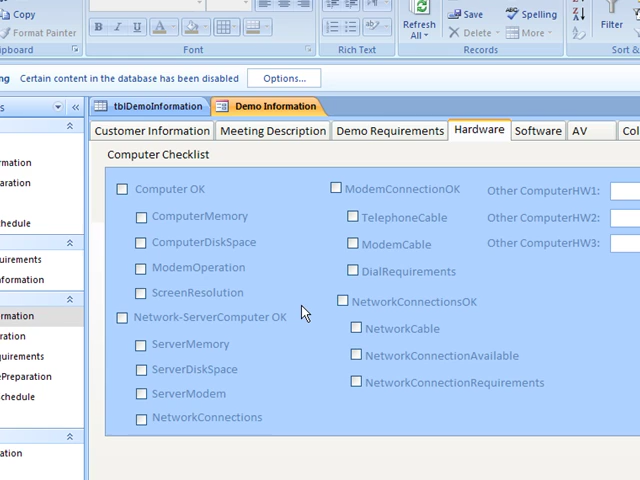 Copy
Save
Spelling
Format Painter
Refresh
All
Delete
More
Filter
Font
Rich Text
Records
Sort &
Certain content in the database has been disabled
Options...
tblDemoInformation
Demo Information
Customer Information
Meeting Description
Demo Requirements
Hardware
Software
AV
Computer Checklist
Computer OK
ComputerMemory
ComputerDiskSpace
ModemOperation
ScreenResolution
Network-ServerComputer OK
ServerMemory
ServerDiskSpace
ServerModem
NetworkConnections
ModemConnectionOK
TelephoneCable
ModemCable
DialRequirements
NetworkConnectionsOK
NetworkCable
NetworkConnectionAvailable
NetworkConnectionRequirements
Other ComputerHW1:
Other ComputerHW2:
Other ComputerHW3: